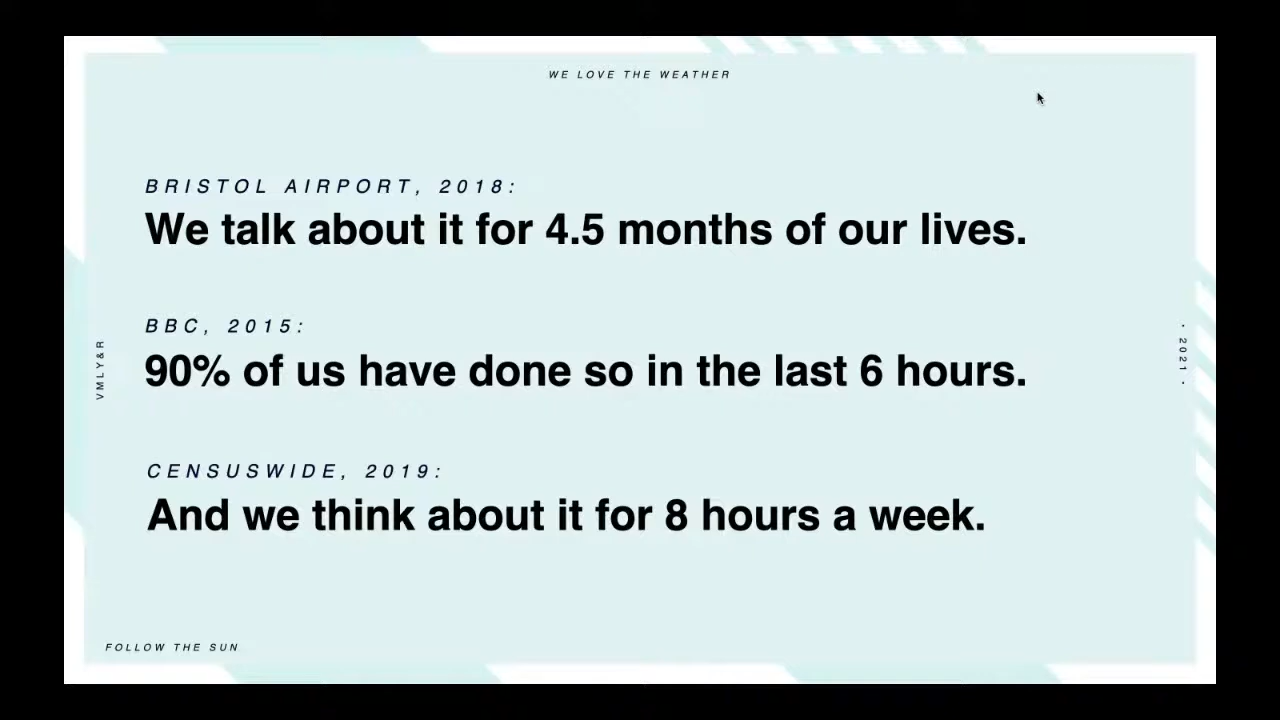 WE LOVE THE WEATHER
BRISTOL AIRPORT, 2018:
We talk about it for 4.5 months of our lives.
BBC, 2015:
90% of us have done so in the last 6 hours.
VMLY&R
• 2021 •
CENSUSWIDE, 2019:
And we think about it for 8 hours a week.
FOLLOW THE SUN